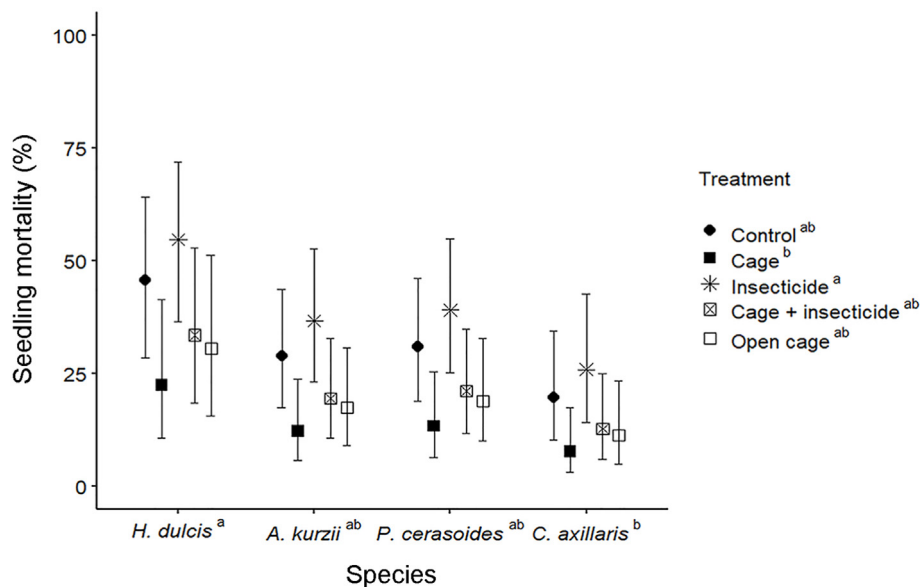 100
75
50
25
0
Seedling mortality (%)
H. dulcis a
A. kurzii ab
P. cerasoides ab
C. axillaris b
Species
Treatment
Control ab
Cage b
Insecticide a
Cage + insecticide ab
Open cage ab